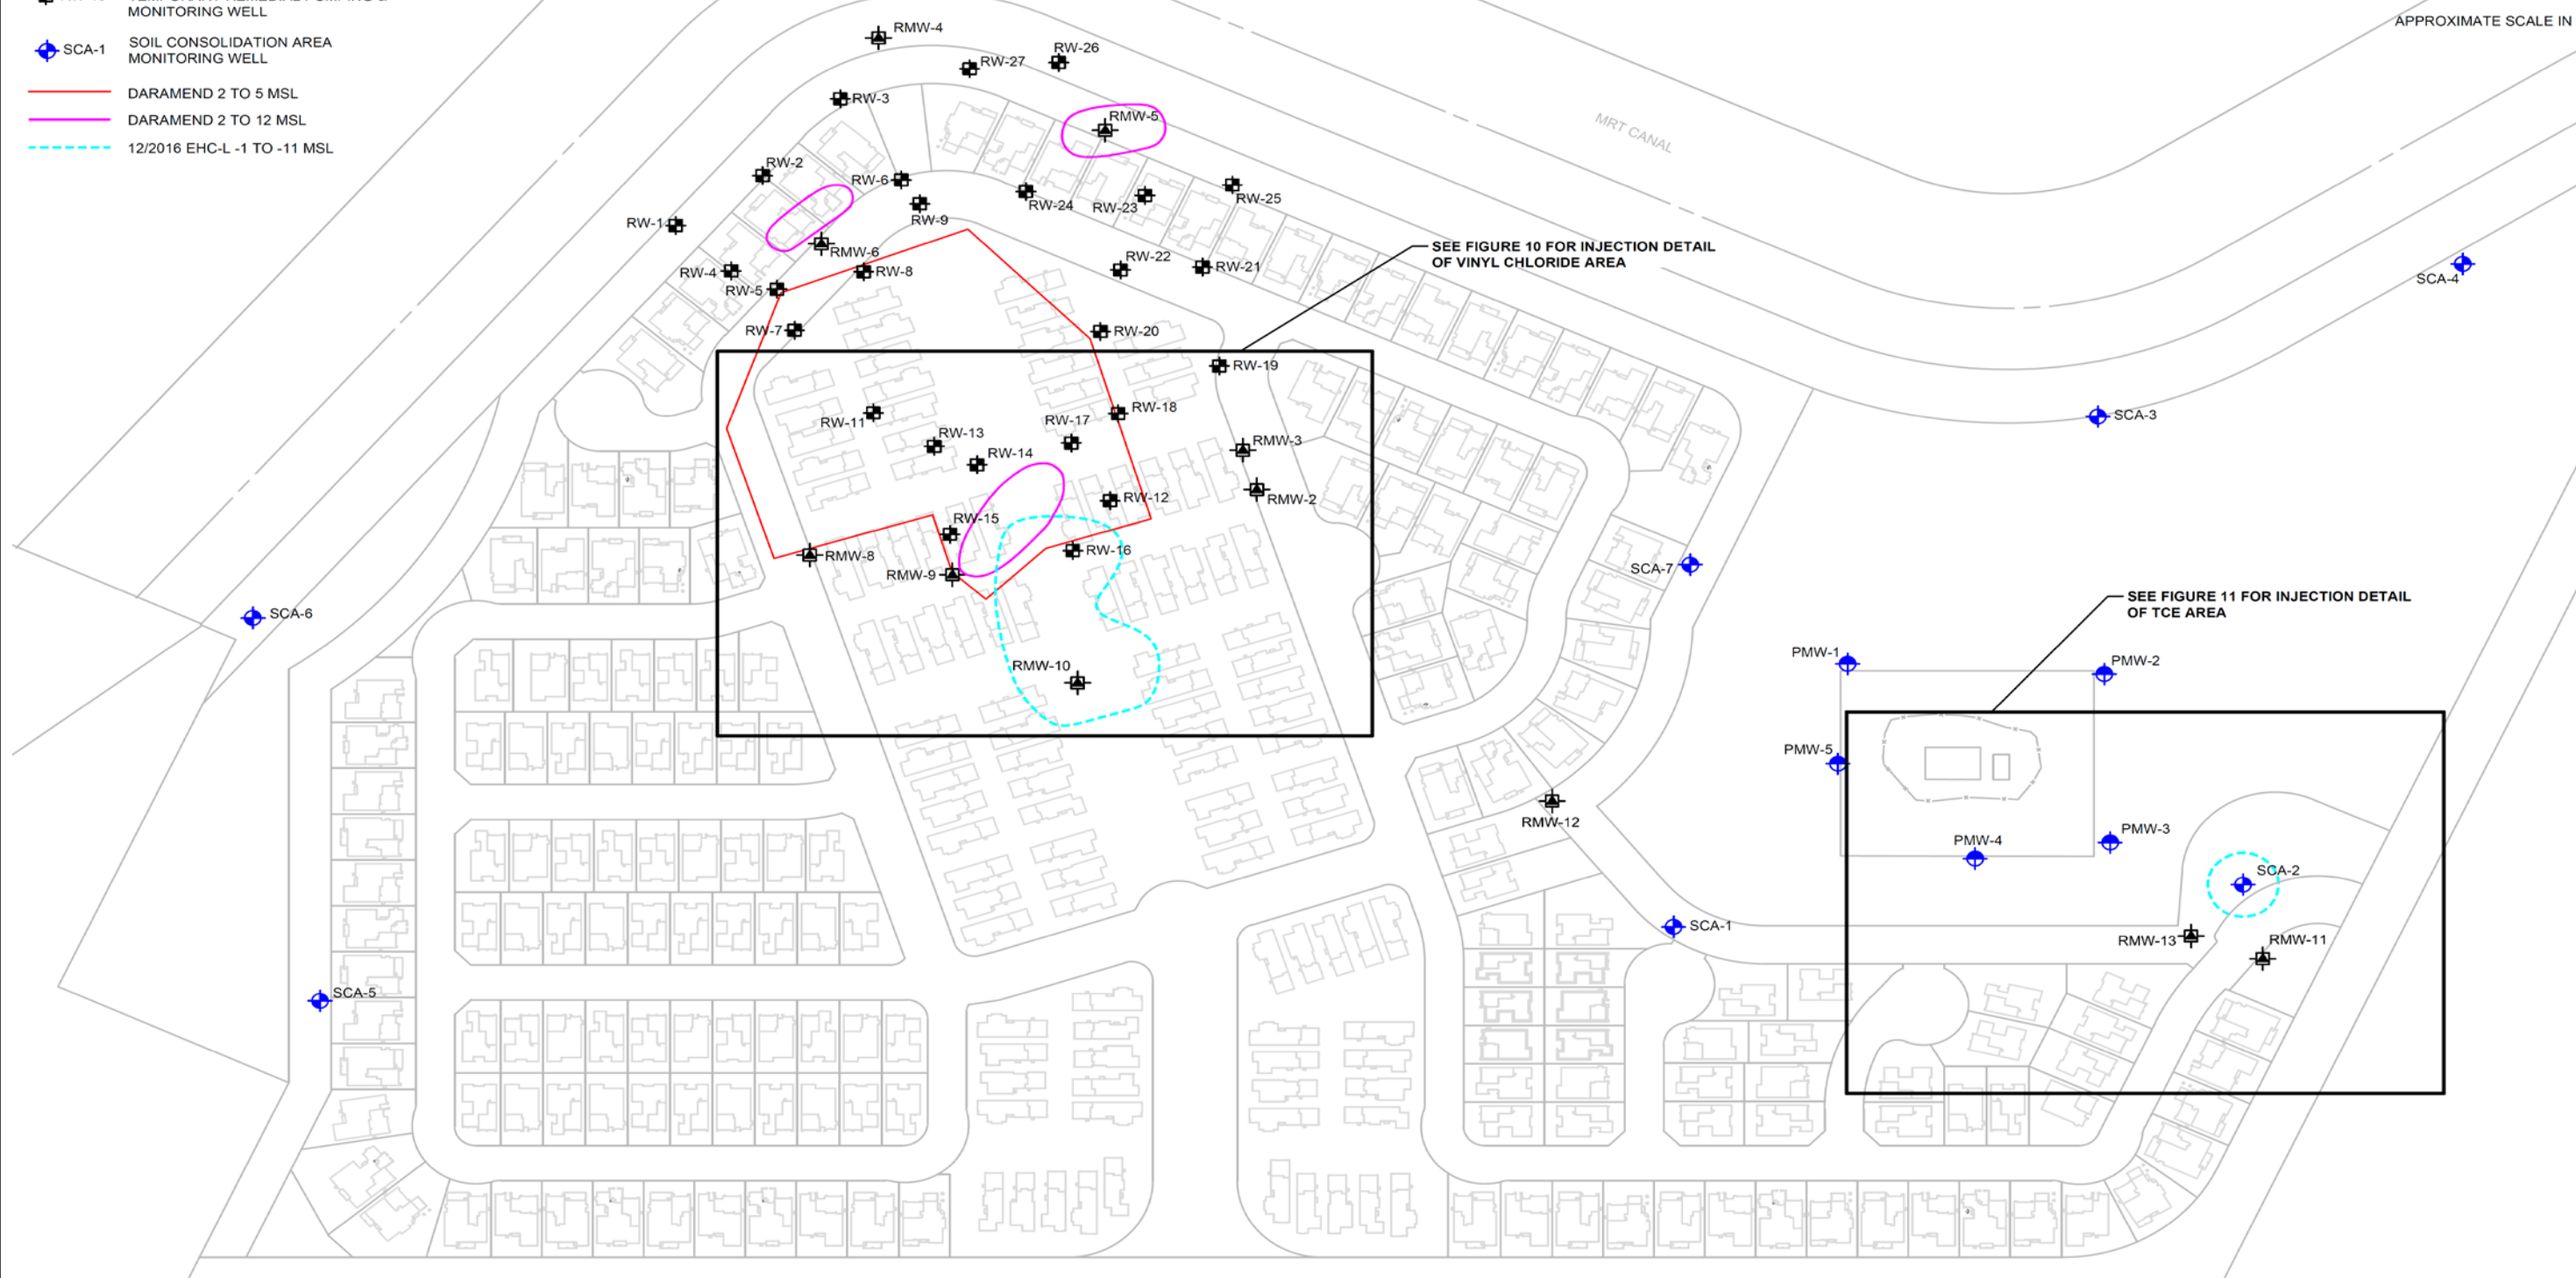 MONITORING WELL
SCA-1 SOIL CONSOLIDATION AREA
MONITORING WELL
DARAMEND 2 TO 5 MSL
DARAMEND 2 TO 12 MSL
12/2016 EHC-L -1 TO -11 MSL
APPROXIMATE SCALE IN
MRT CANAL
RMW-4
RW-26
RW-27
RW-3
RMW-5
RW-2
RW-6
RW-9
RW-24
RW-23
RW-25
RW-1
RMW-6
RW-4
RW-8
RW-5
RW-22
RW-21
SEE FIGURE 10 FOR INJECTION DETAIL
OF VINYL CHLORIDE AREA
SCA-4
RW-7
RW-20
RW-19
RW-11
RW-13
RW-17
RW-18
SCA-3
RW-14
RMW-3
RW-12
RMW-2
RW-15
RMW-8
RW-16
RMW-9
SCA-7
SCA-6
SEE FIGURE 11 FOR INJECTION DETAIL
OF TCE AREA
RMW-10
PMW-1
PMW-2
PMW-5
RMW-12
PMW-4
PMW-3
SCA-2
SCA-1
RMW-13
RMW-11
SCA-5